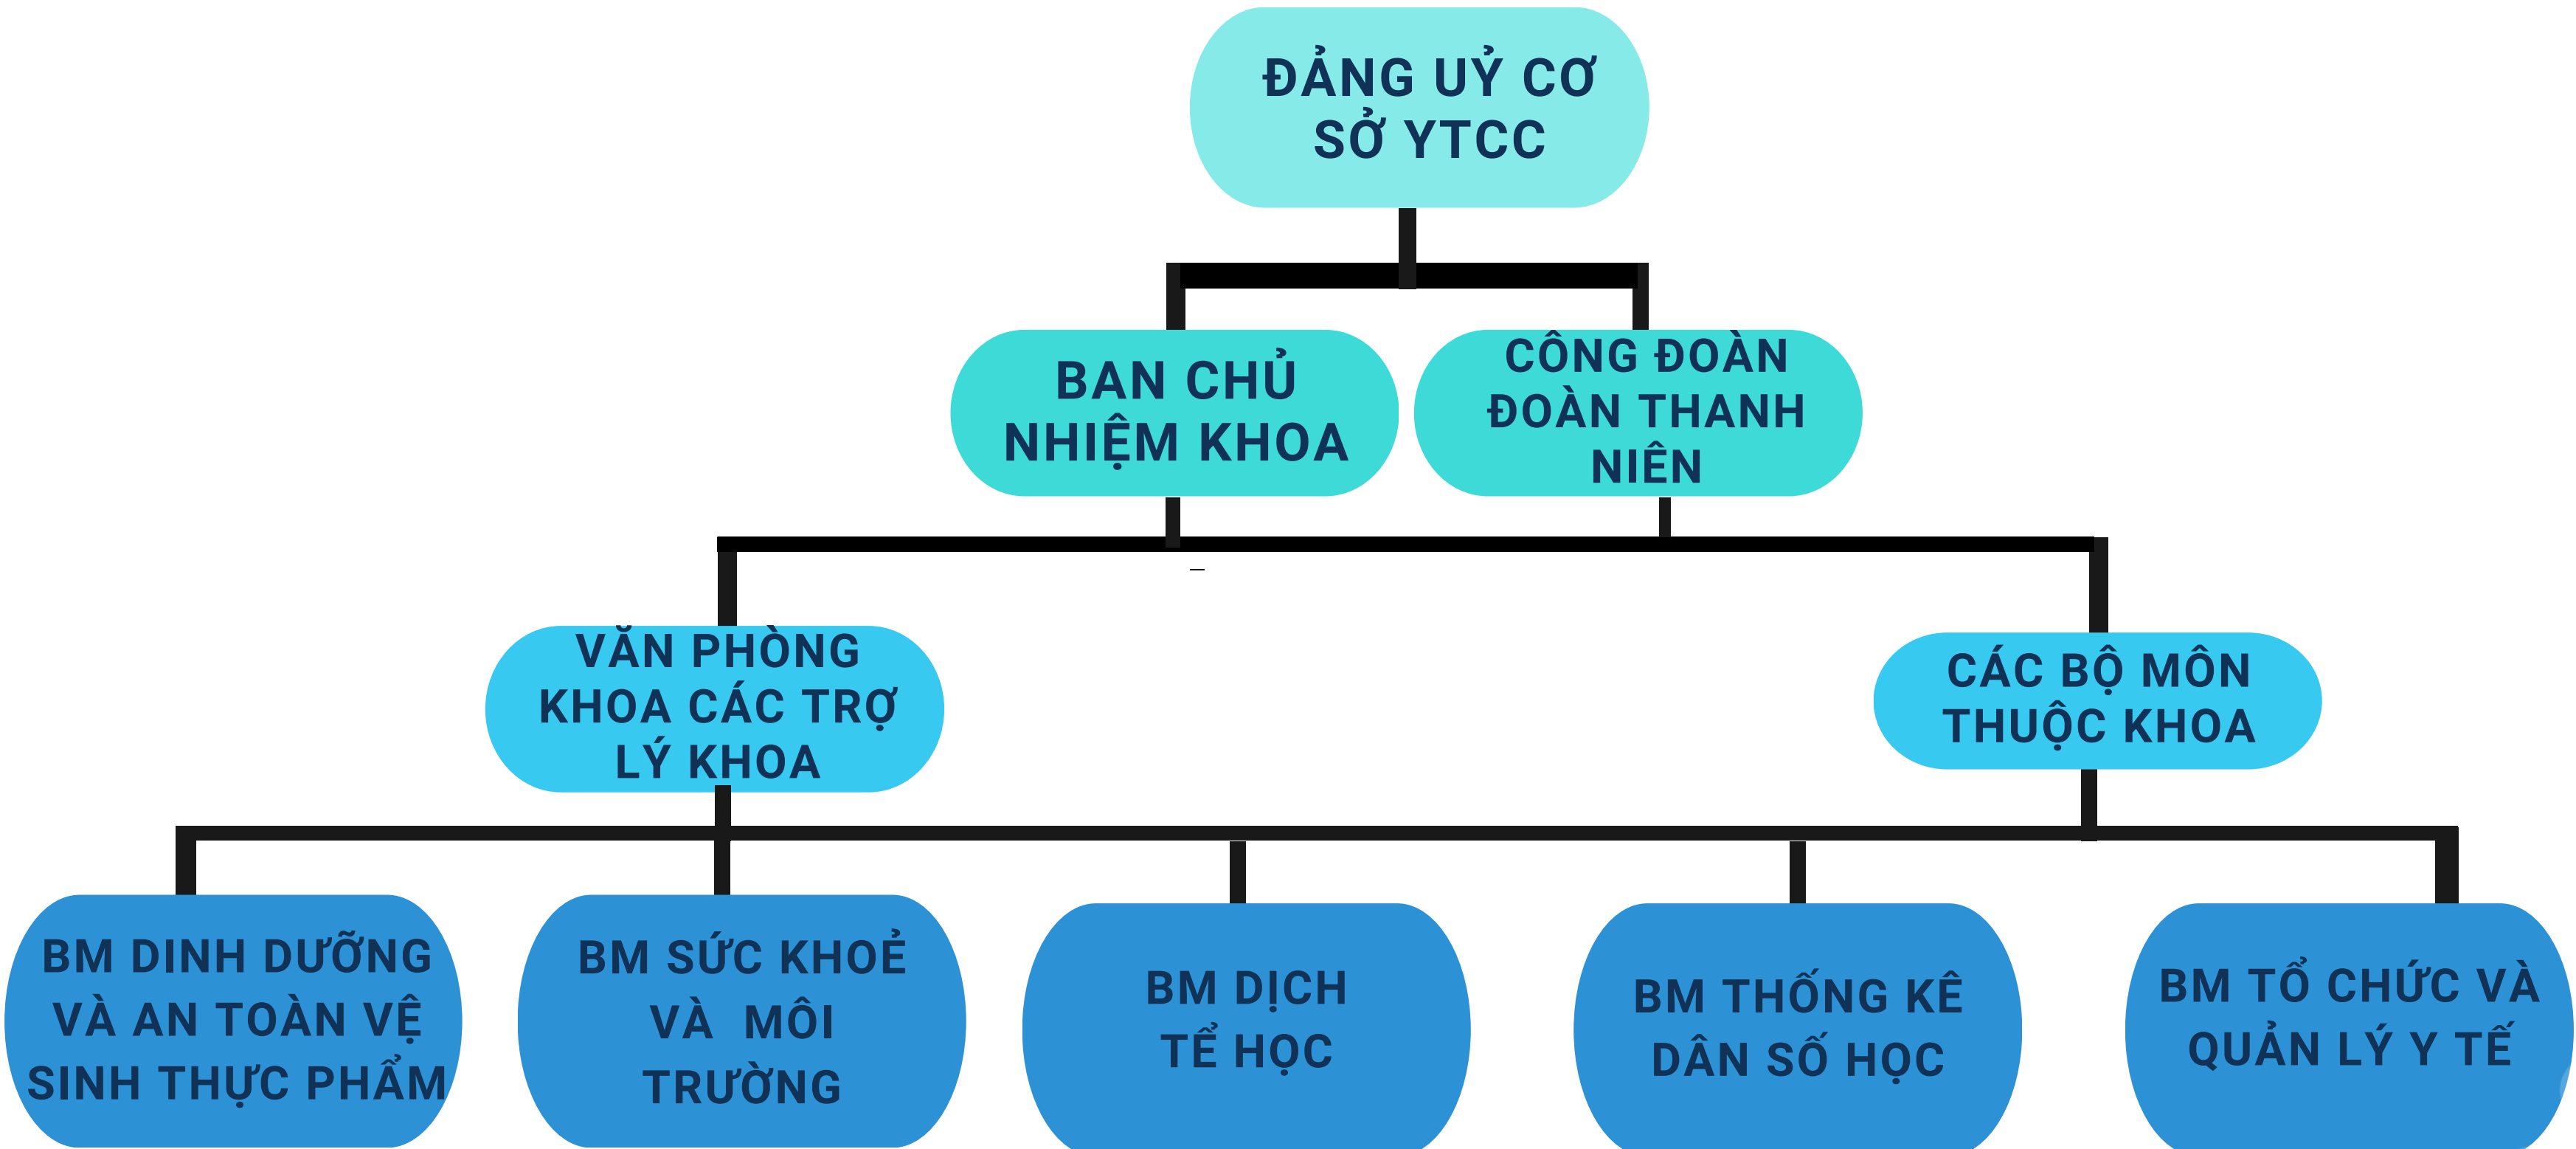 ĐẢNG UỶ CƠ
SỞ YTCC
BAN CHỦ
NHIỆM KHOA
CÔNG ĐOÀN
ĐOÀN THANH
NIÊN
VĂN PHÒNG
KHOA CÁC TRỢ
LÝ KHOA
CÁC BỘ MÔN
THUỘC KHOA
BM DINH DƯỠNG
VÀ AN TOÀN VỆ
SINH THỰC PHẨM
BM SỨC KHOẺ
VÀ MÔI
TRƯỜNG
BM DỊCH
TỂ HỌC
BM THỐNG KÊ
DÂN SỐ HỌC
BM TỔ CHỨC VÀ
QUẢN LÝ Y TẾ